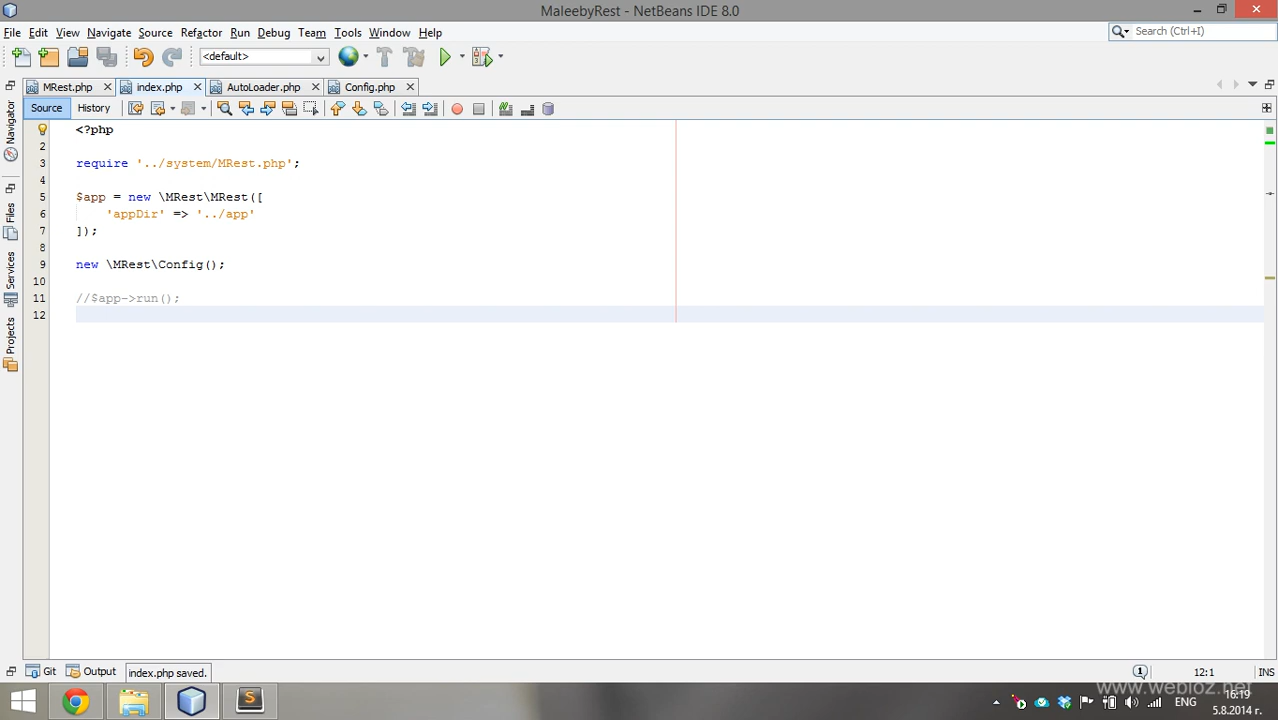 MaleebyRest - NetBeans IDE 8.0
File Edit View Navigate Source Refactor Run Debug Team Tools Window Help
Search (Ctrl+I)
<default>
MRest.php index.php AutoLoader.php Config.php
Source History
Navigator
Files
Services
Projects
1 <?php
2
3 require '../system/MRest.php';
4
5 $app = new \MRest\MRest([
6 'appDir' => '../app'
7 ]);
8
9 new \MRest\Config();
10
11 //$app->run();
12
Git Output index.php saved.
1 12:1 INS
www.webloz.net
ENG 16:19
5.8.2014 г.